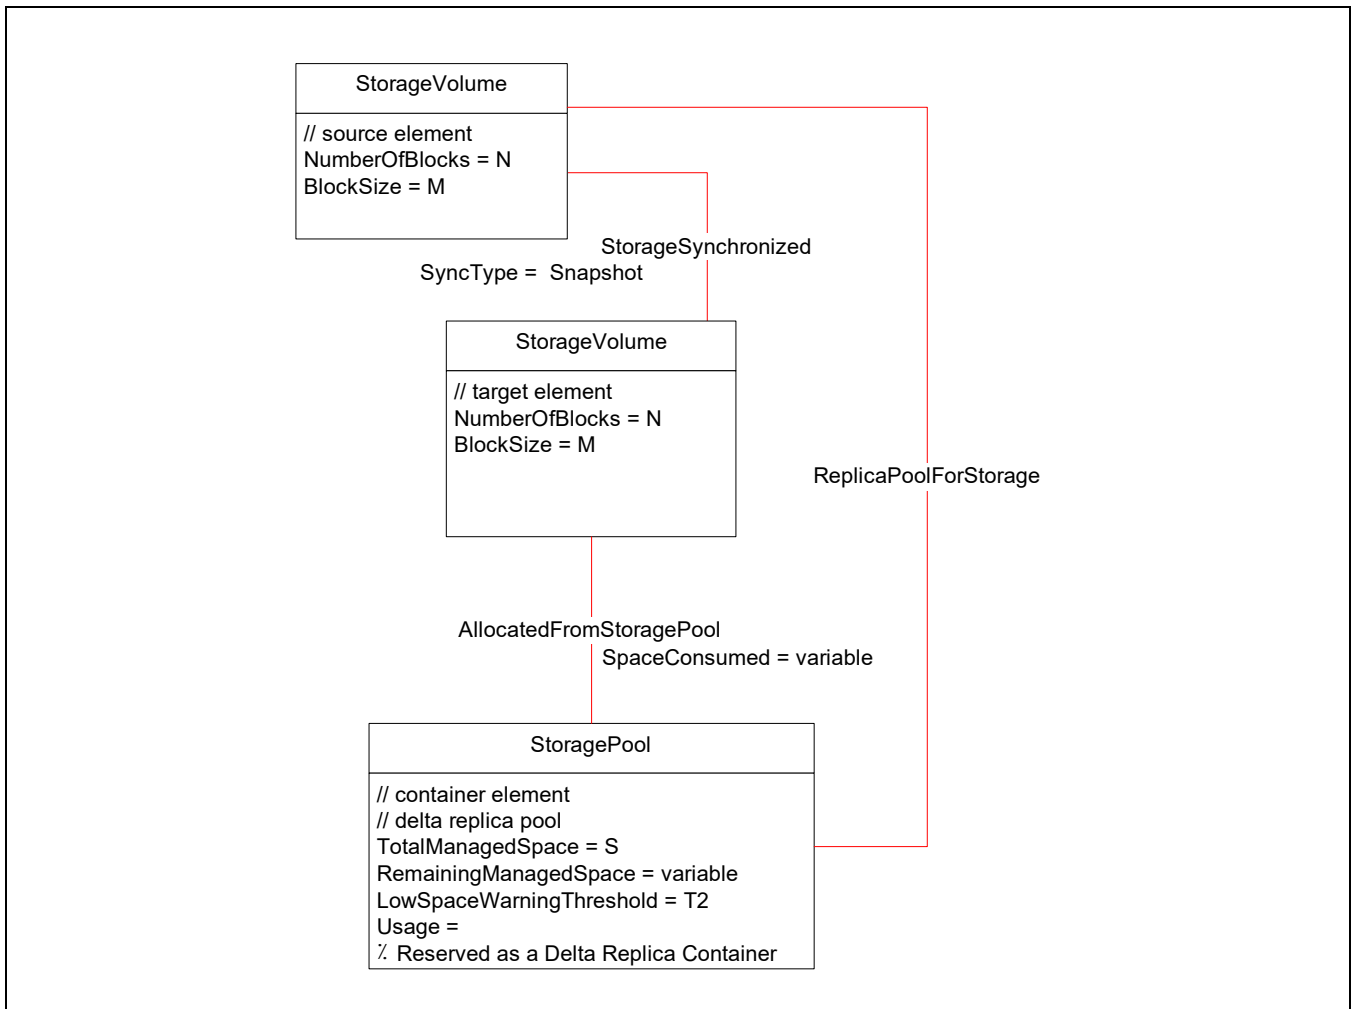 StorageVolume
// source element
NumberOfBlocks = N
BlockSize = M
StorageSynchronized
SyncType =  Snapshot
StorageVolume
// target element
NumberOfBlocks = N
BlockSize = M
ReplicaPoolForStorage
AllocatedFromStoragePool
SpaceConsumed = variable
StoragePool
// container element
// delta replica pool
TotalManagedSpace = S
RemainingManagedSpace = variable
LowSpaceWarningThreshold = T2
Usage =
Reserved as a Delta Replica Container